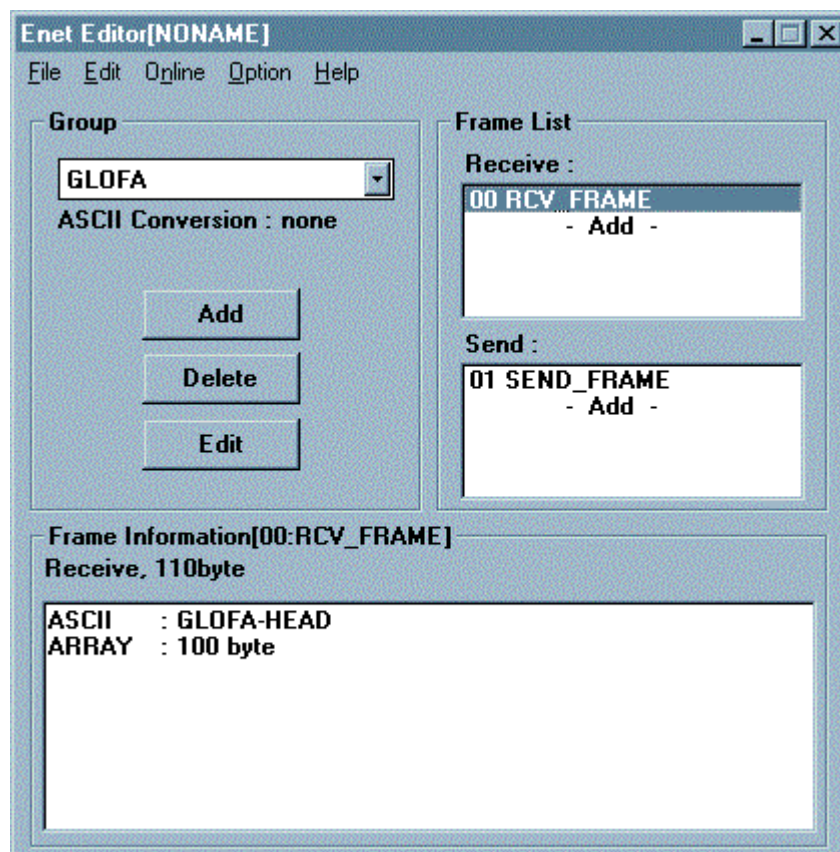 Enet Editor[NONAME]
File Edit Online Option Help
Group
GLOFA
ASCII Conversion : none
Add
Delete
Edit
Frame List
Receive :
00 RCV_FRAME
- Add -
Send :
01 SEND_FRAME
- Add -
Frame Information[00:RCV_FRAME]
Receive, 110byte
ASCII : GLOFA-HEAD
ARRAY : 100 byte